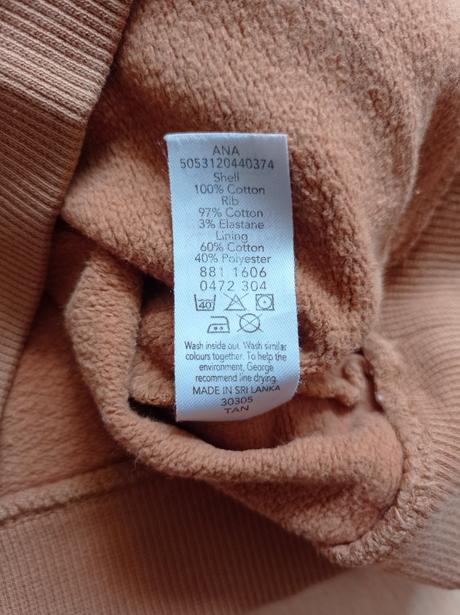 ANA
5053120440374
Shell
100% Cotton
Rib
97% Cotton
3% Elastane
Lining
60% Cotton
40% Polyester
881 1606
0472 304
40
Wash inside out. Wash similar
colours together. To help the
environment, George
recommend line drying.
MADE IN SRI LANKA
30305
TAN